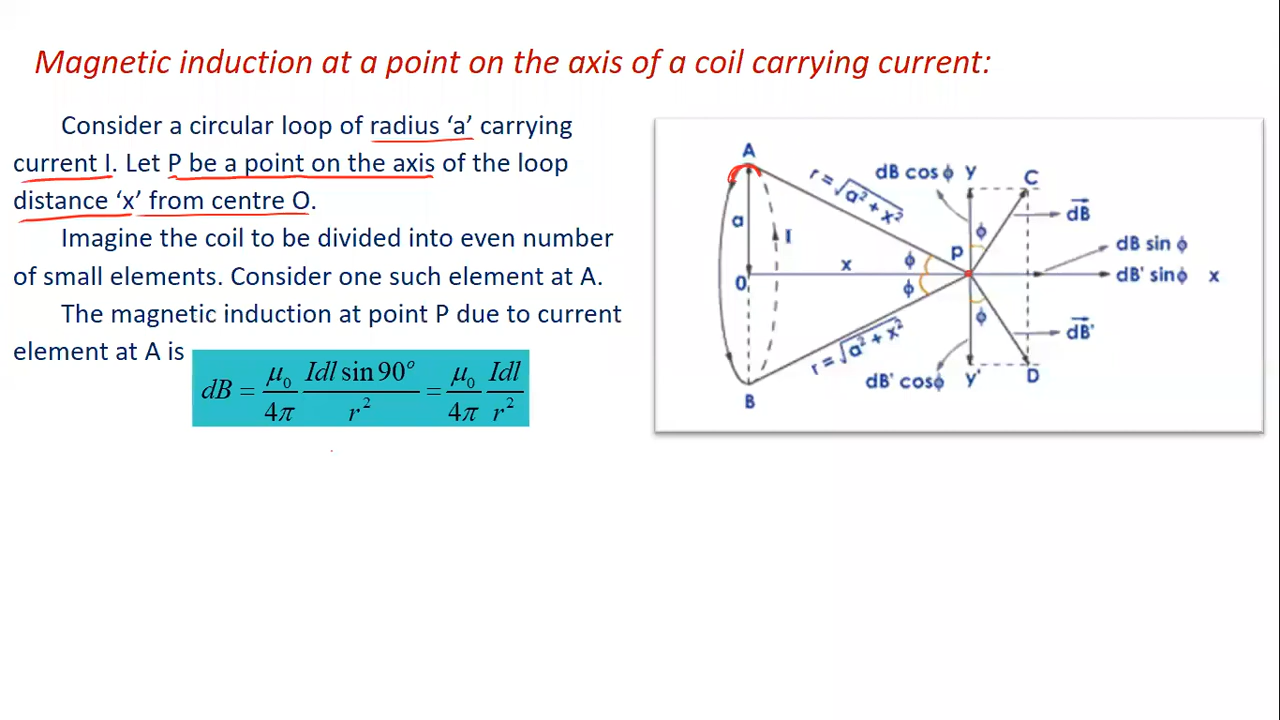 Magnetic induction at a point on the axis of a coil carrying current:
Consider a circular loop of radius ‘a’ carrying
current I. Let P be a point on the axis of the loop
distance ‘x’ from centre O.
Imagine the coil to be divided into even number
of small elements. Consider one such element at A.
The magnetic induction at point P due to current
element at A is
dB = μ₀/4π Idl sin 90°/r² = μ₀/4π Idl/r²
A
r = √a² + x²
dB cos ϕ
y
C
a
I
ϕ
dB
P
dB sin ϕ
x
ϕ
O
dB' sinϕ
x
ϕ
ϕ
r = √a² + x²
dB'
dB' cosϕ
y'
D
B